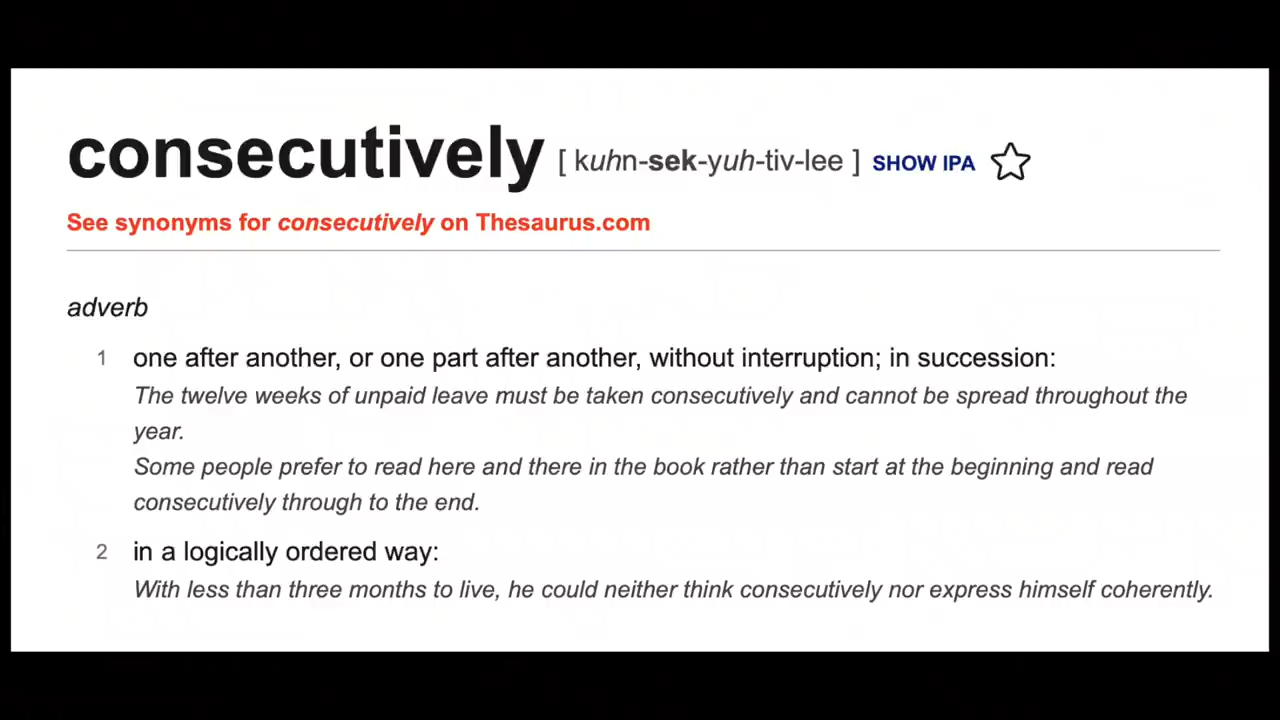 consecutively [ kuhn-sek-yuh-tiv-lee ] SHOW IPA
See synonyms for consecutively on Thesaurus.com
adverb
1 one after another, or one part after another, without interruption; in succession:
The twelve weeks of unpaid leave must be taken consecutively and cannot be spread throughout the
year.
Some people prefer to read here and there in the book rather than start at the beginning and read
consecutively through to the end.
2 in a logically ordered way:
With less than three months to live, he could neither think consecutively nor express himself coherently.